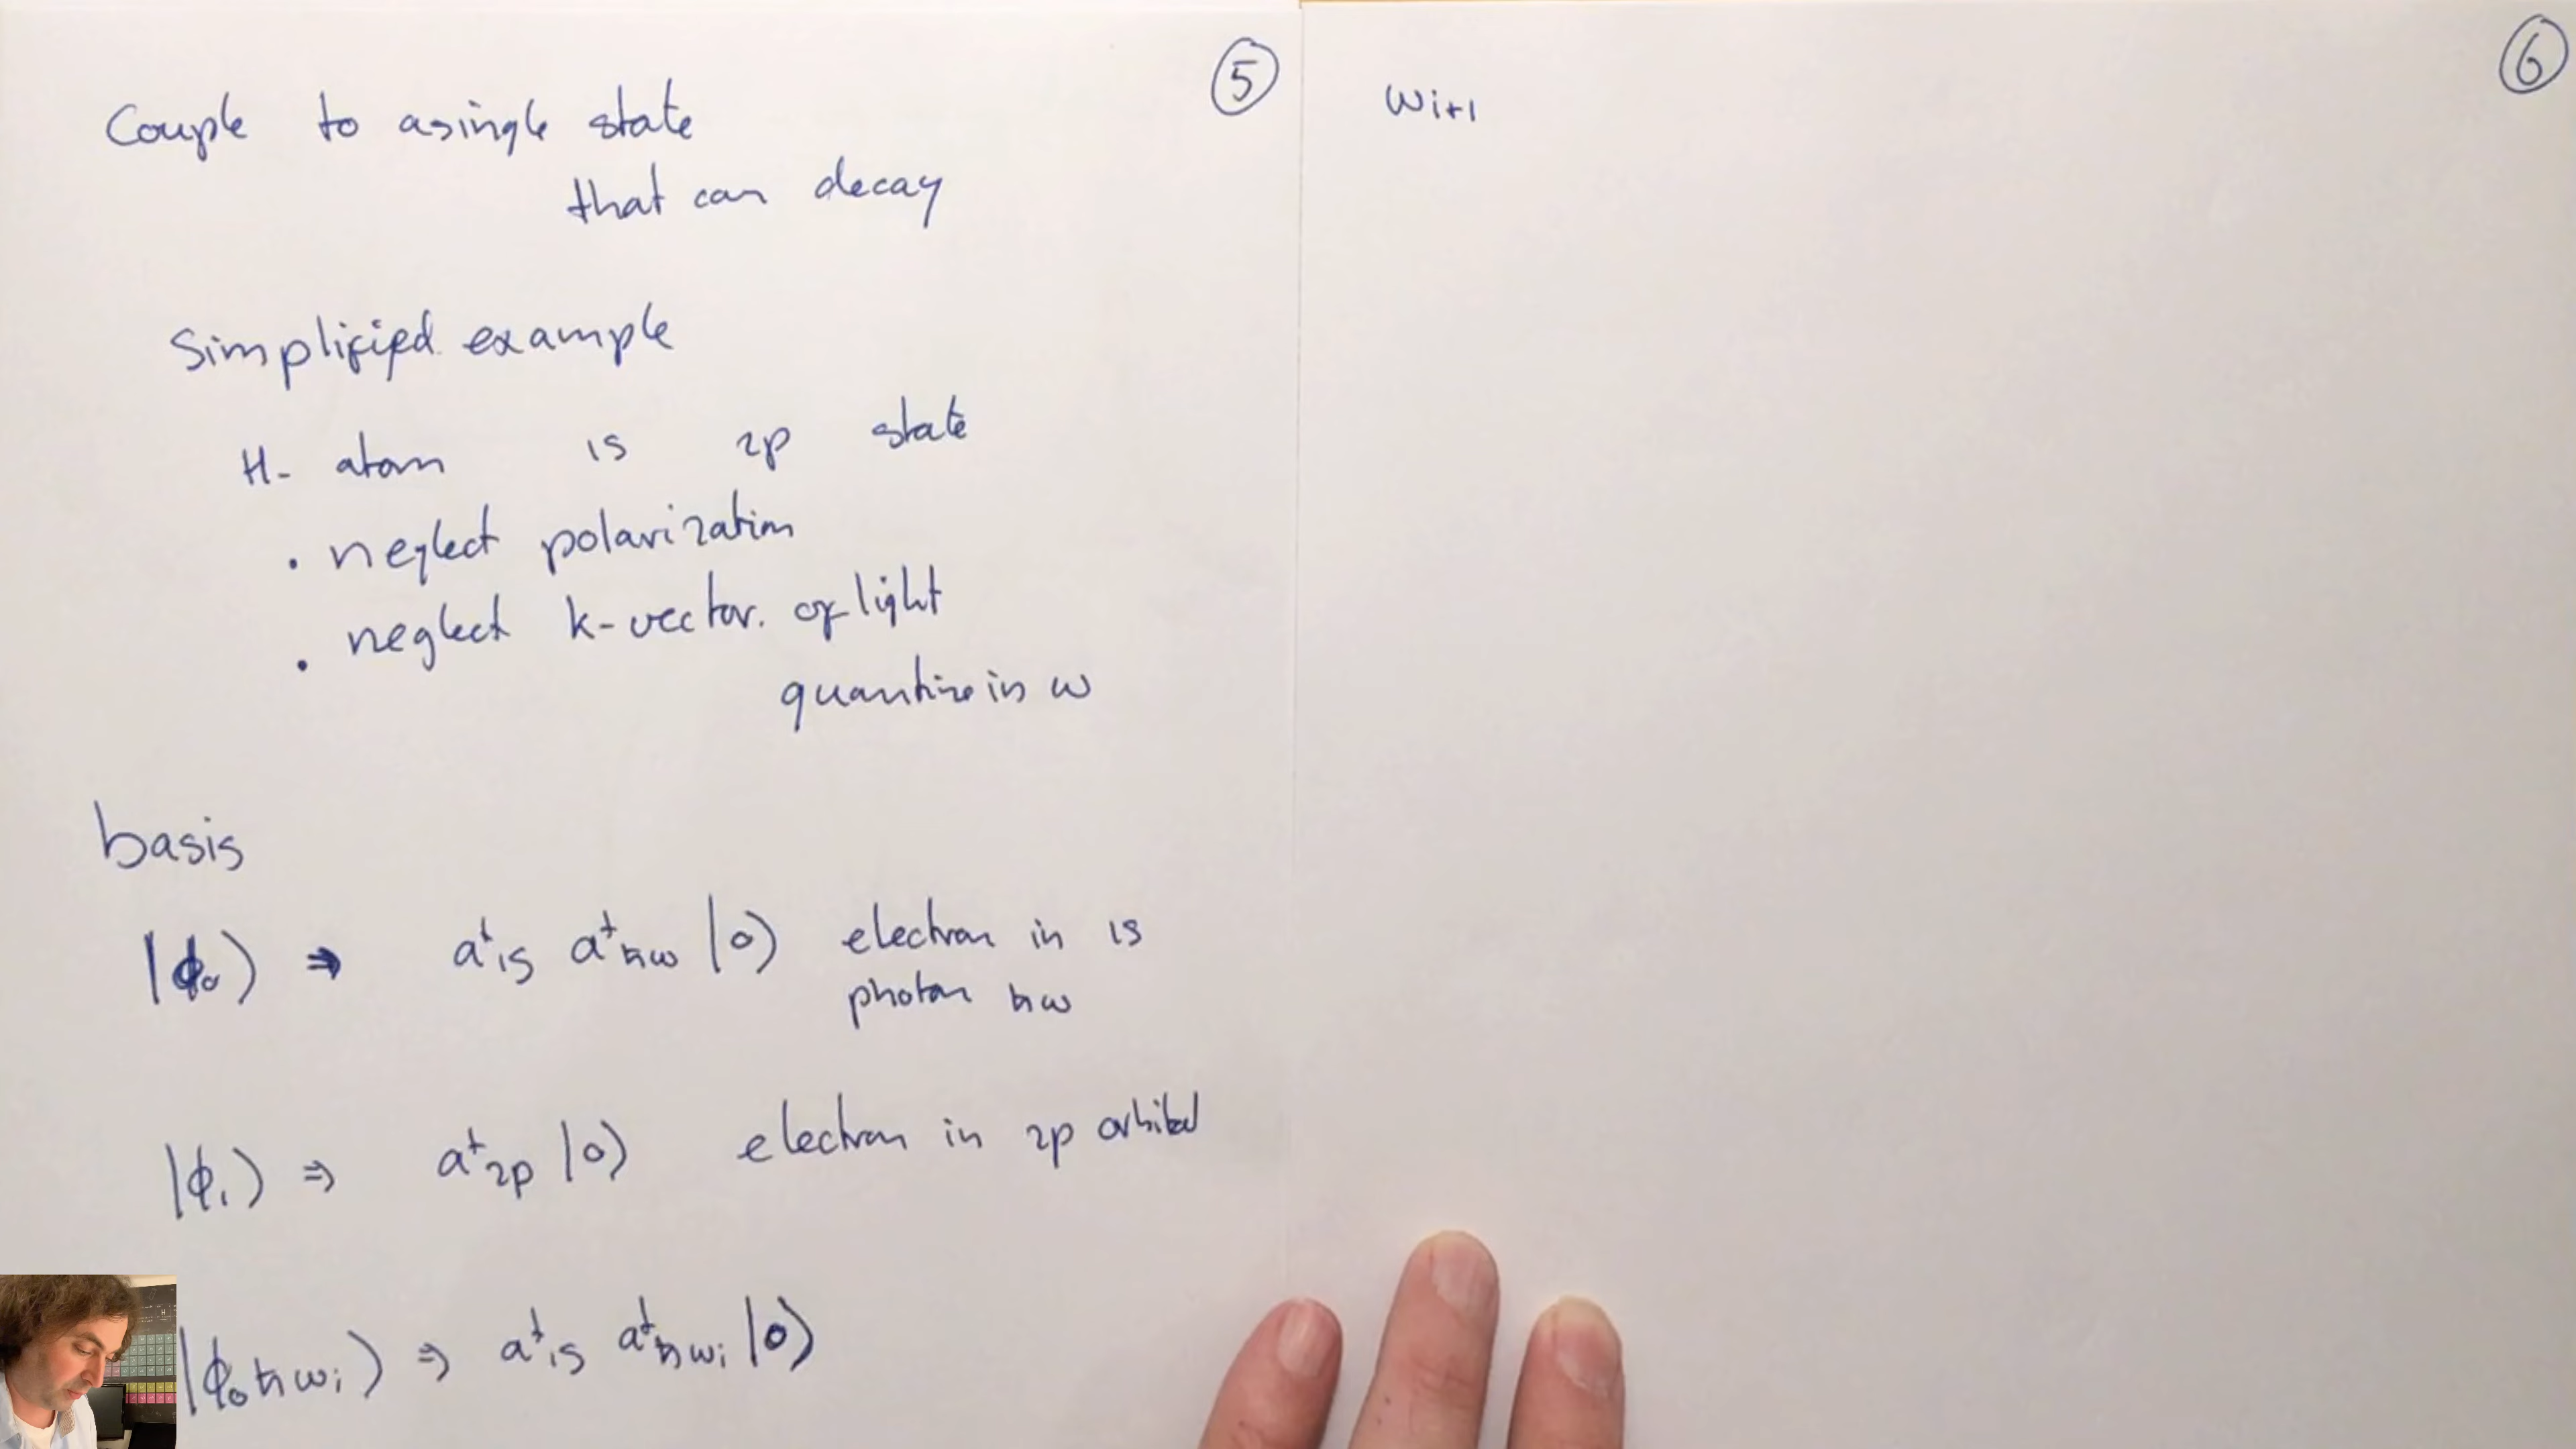 5
Couple to a single state
that can decay
Simplified example
H- atom 1s 2p state
• neglect polarization
• neglect k-vector. of light
quantize in ω
basis
|ϕ₀⟩ ⇒ a†1s a†ħω |0⟩ electron in 1s
photon ħω
|ϕ₁⟩ ⇒ a†2p |0⟩ electron in 2p orbital
|ϕ₀ ħωᵢ⟩ ⇒ a†1s a†ħωᵢ |0⟩
6
ωᵢ₊₁